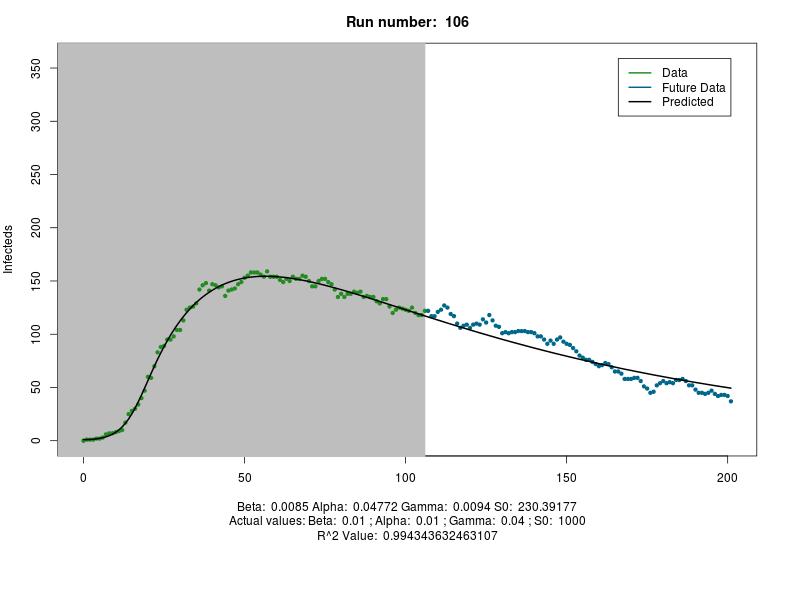 Run number: 106
Infecteds
350
300
250
200
150
100
50
0
Data
Future Data
Predicted
0 50 100 150 200
Beta: 0.0085 Alpha: 0.04772 Gamma: 0.0094 S0: 230.39177
Actual values: Beta: 0.01 ; Alpha: 0.01 ; Gamma: 0.04 ; S0: 1000
R^2 Value: 0.994343632463107